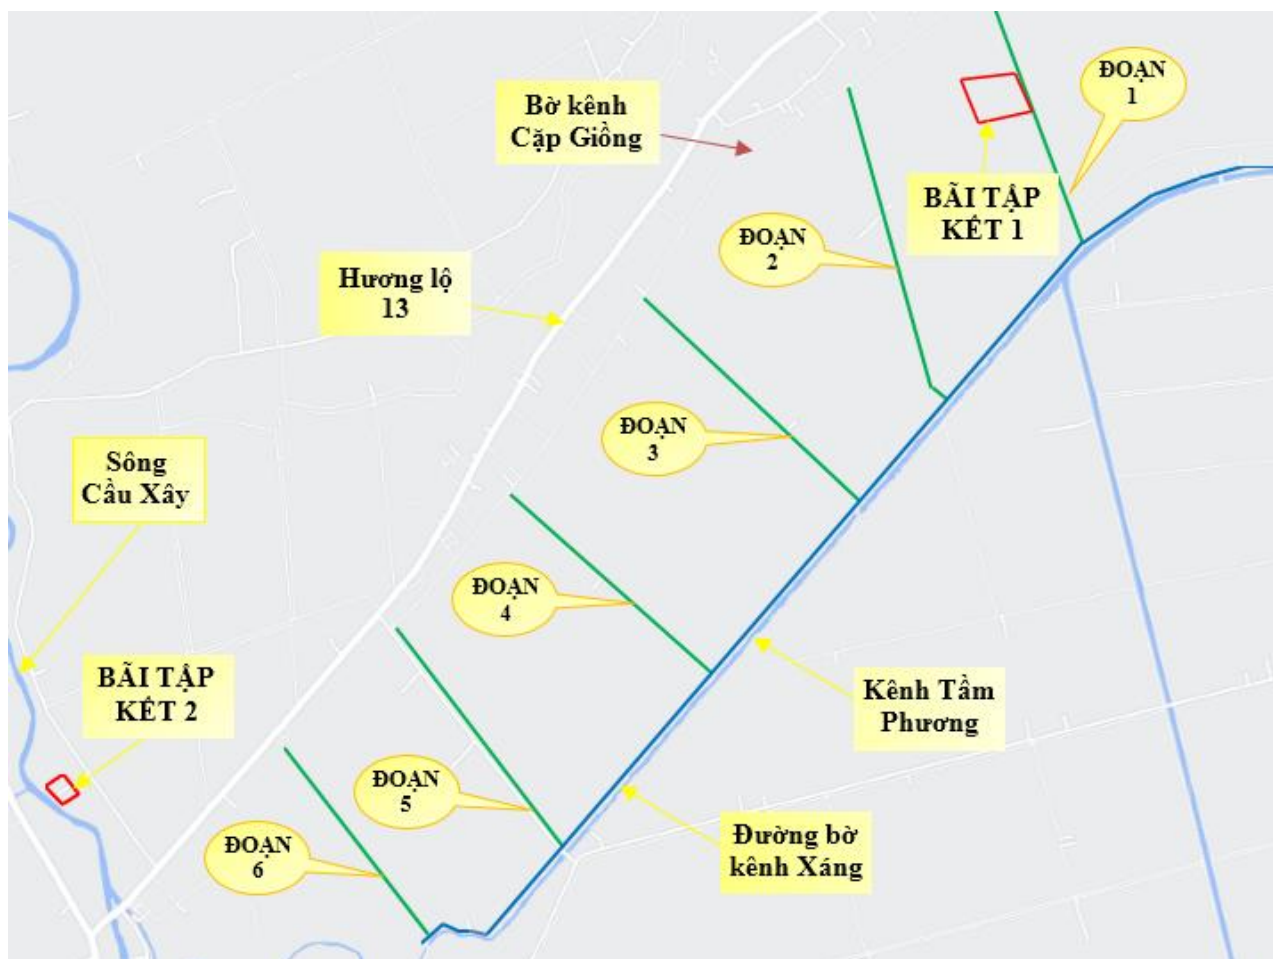 ĐOẠN
1
Bờ kênh
Cặp Giồng
BÃI TẬP
KẾT 1
ĐOẠN
2
Hương lộ
13
ĐOẠN
3
Sông
Cầu Xây
ĐOẠN
4
BÃI TẬP
KẾT 2
Kênh Tầm
Phương
ĐOẠN
5
Đường bờ
kênh Xáng
ĐOẠN
6